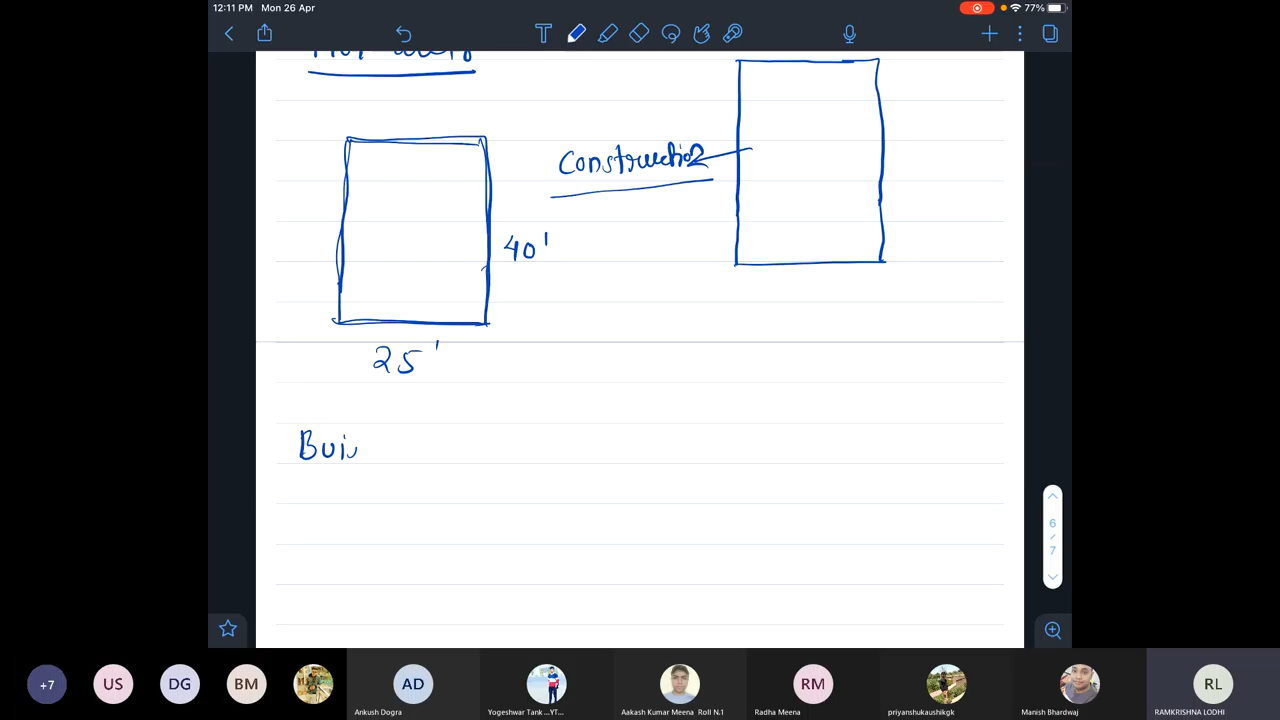 12:11 PM Mon 26 Apr
77%
T
Construction
40'
25'
Bui
6
7
+7
US
DG
BM
AD
RM
RL
Ankush Dogra
Yogeshwar Tank ...YT...
Aakash Kumar Meena Roll N.1
Radha Meena
priyanshukaushikgk
Manish Bhardwaj
RAMKRISHNA LODHI